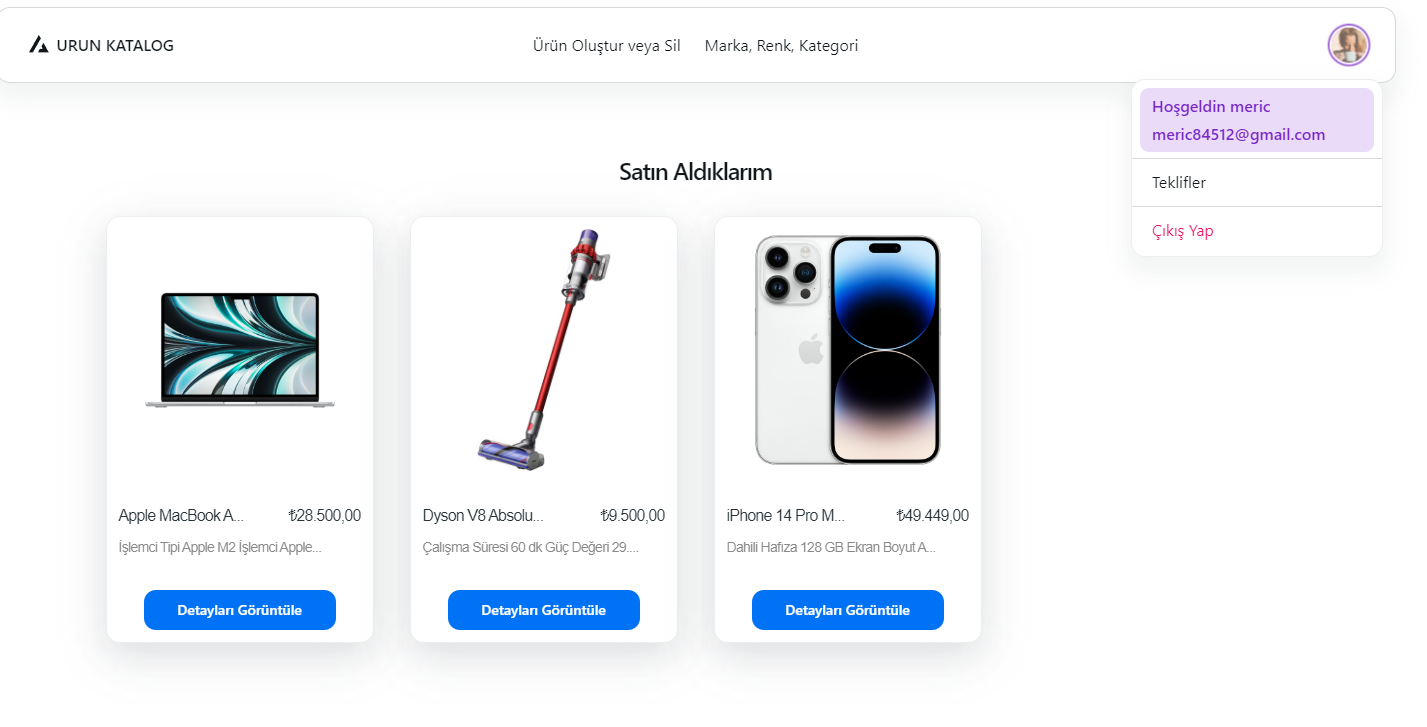 URUN KATALOG
Ürün Oluştur veya Sil
Marka, Renk, Kategori
Hoşgeldin meric
meric84512@gmail.com
Teklifler
Çıkış Yap
Satın Aldıklarım
Apple MacBook A...
₺28.500,00
İşlemci Tipi Apple M2 İşlemci Apple...
Detayları Görüntüle
Dyson V8 Absolu...
₺9.500,00
Çalışma Süresi 60 dk Güç Değeri 29....
Detayları Görüntüle
iPhone 14 Pro M...
₺49.449,00
Dahili Hafıza 128 GB Ekran Boyut A...
Detayları Görüntüle